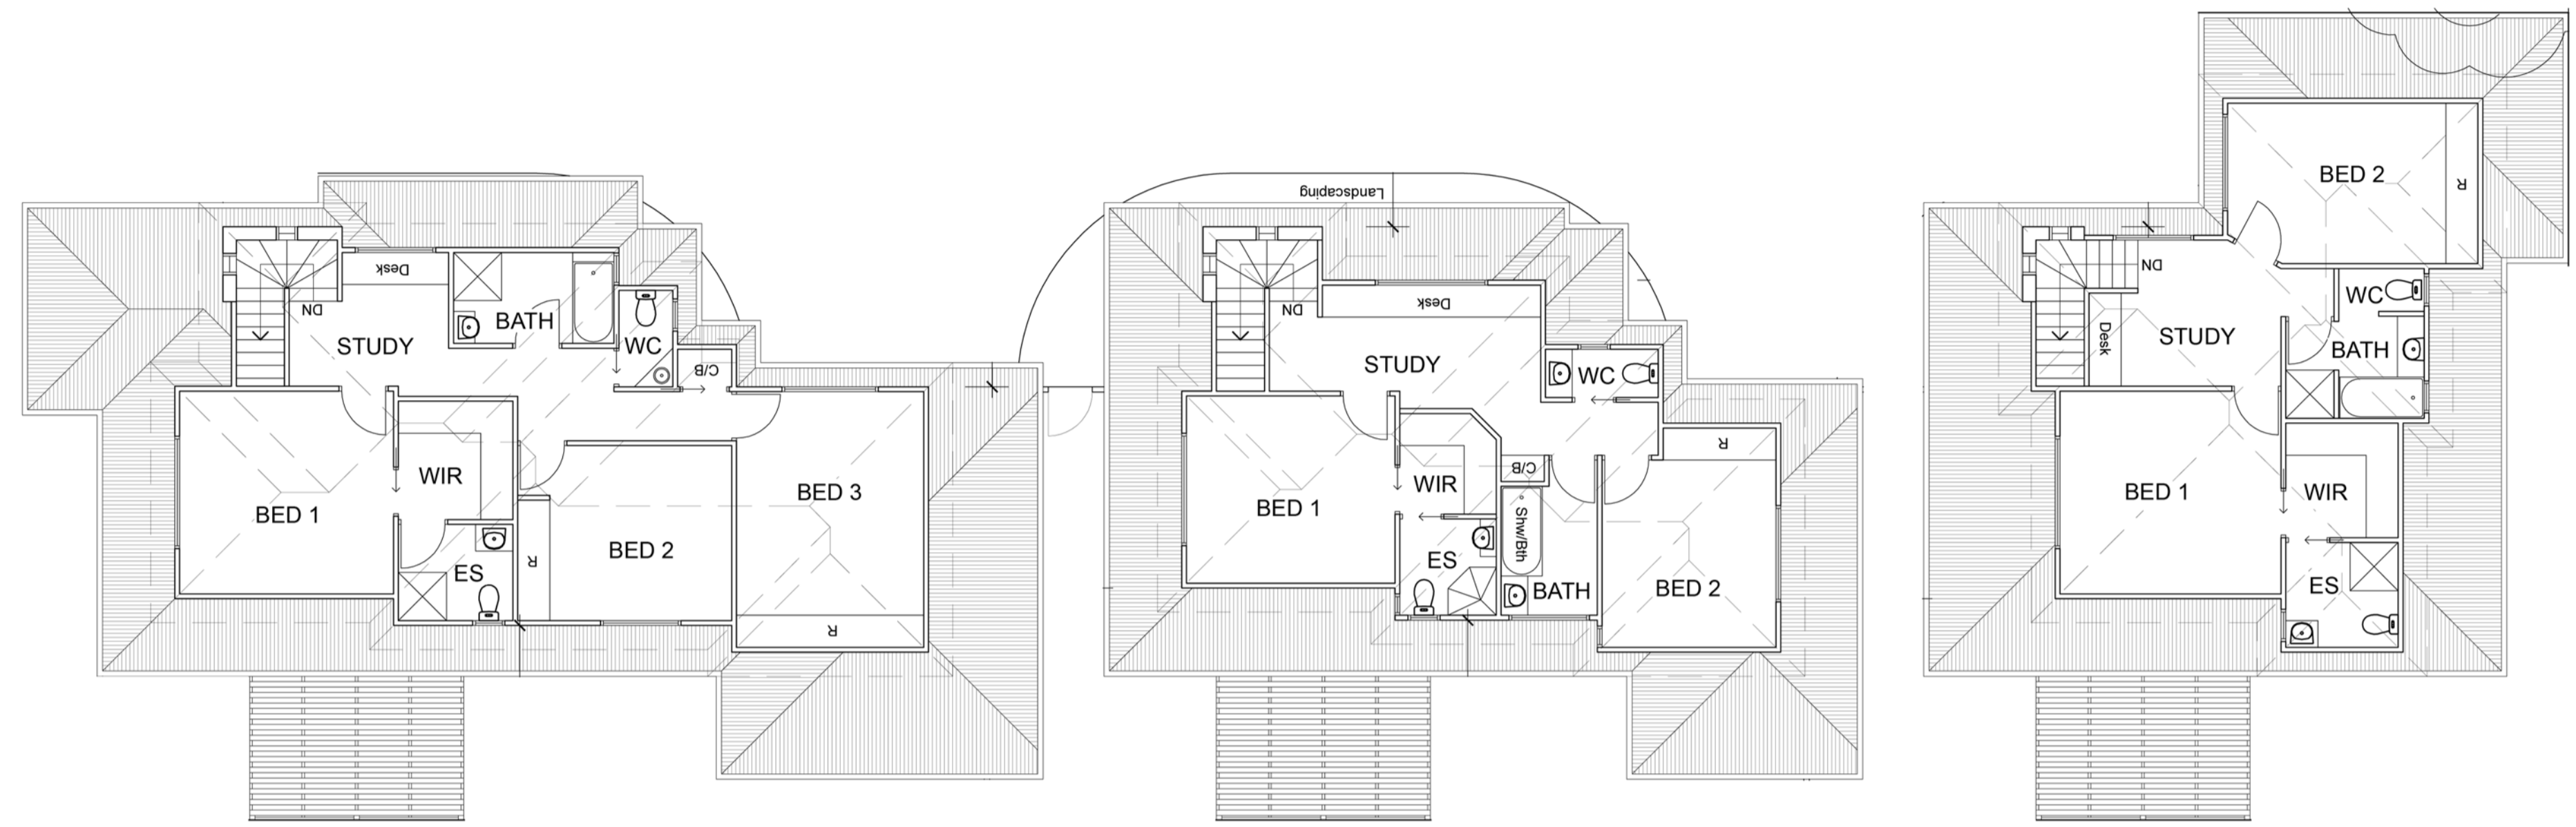 Desk
DN
BATH
STUDY
WC
C/B
WIR
BED 1
BED 3
BED 2
R
ES
R
Landscaping
DN
Desk
STUDY
WC
R
C/B
WIR
BED 1
Shw/Bth
ES
BATH
BED 2
BED 2
R
DN
WC
Desk
STUDY
BATH
BED 1
WIR
ES